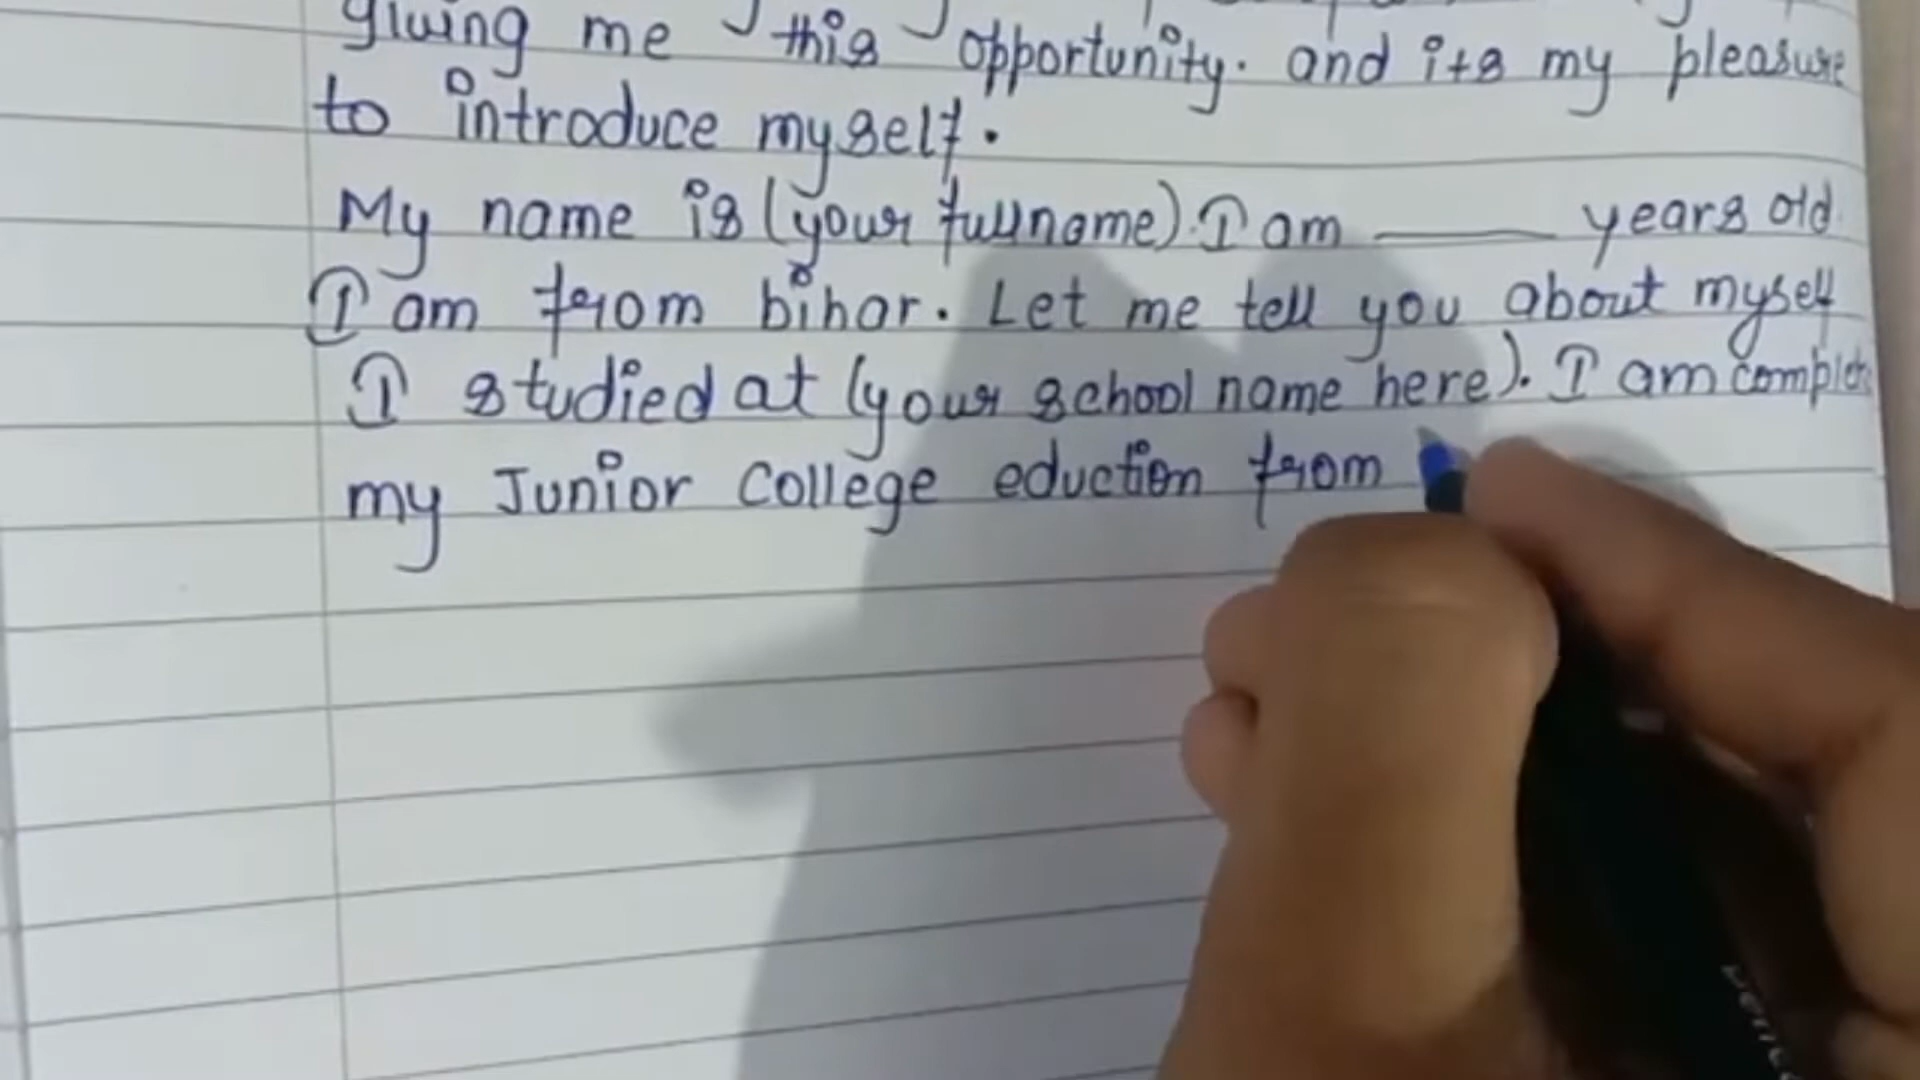 giving me this opportunity. and its my pleasure
to introduce myself.
My name is (your fullname). I am ——— years old.
I am from bihar. Let me tell you about myself
I studied at (your school name here). I am complete
my Junior College eduction from